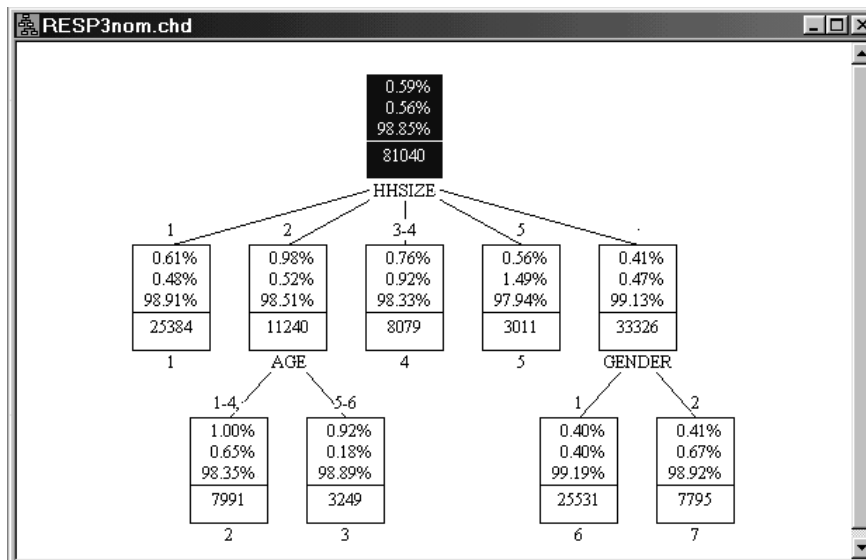 RESP3nom.chd
0.59%
0.56%
98.85%
81040
HHSIZE
1 2 3-4 5 .
0.61% 0.98% 0.76% 0.56% 0.41%
0.48% 0.52% 0.92% 1.49% 0.47%
98.91% 98.51% 98.33% 97.94% 99.13%
25384 11240 8079 3011 33326
1 AGE 4 5 GENDER
1-4, 5-6 1 2
1.00% 0.92% 0.40% 0.41%
0.65% 0.18% 0.40% 0.67%
98.35% 98.89% 99.19% 98.92%
7991 3249 25531 7795
2 3 6 7